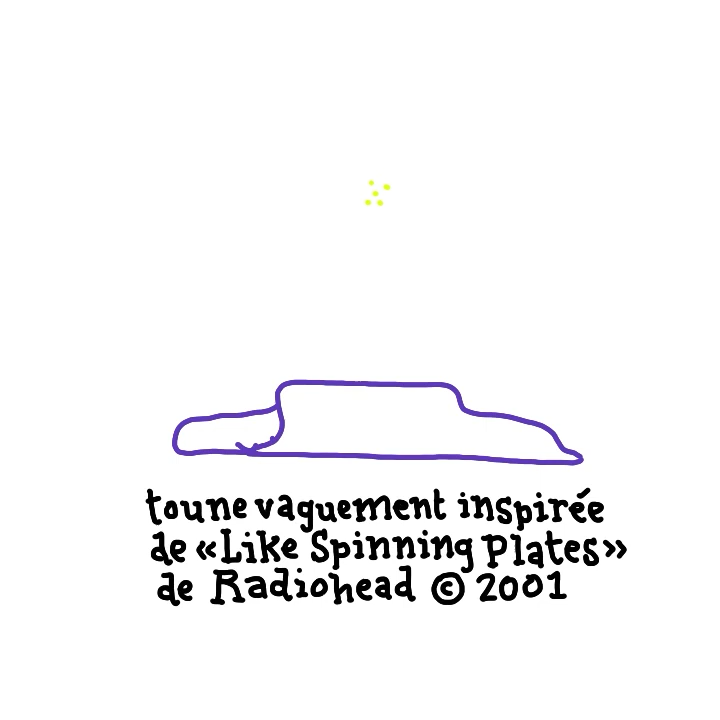 toune vaguement inspirée
de «Like Spinning Plates»
de Radiohead © 2001